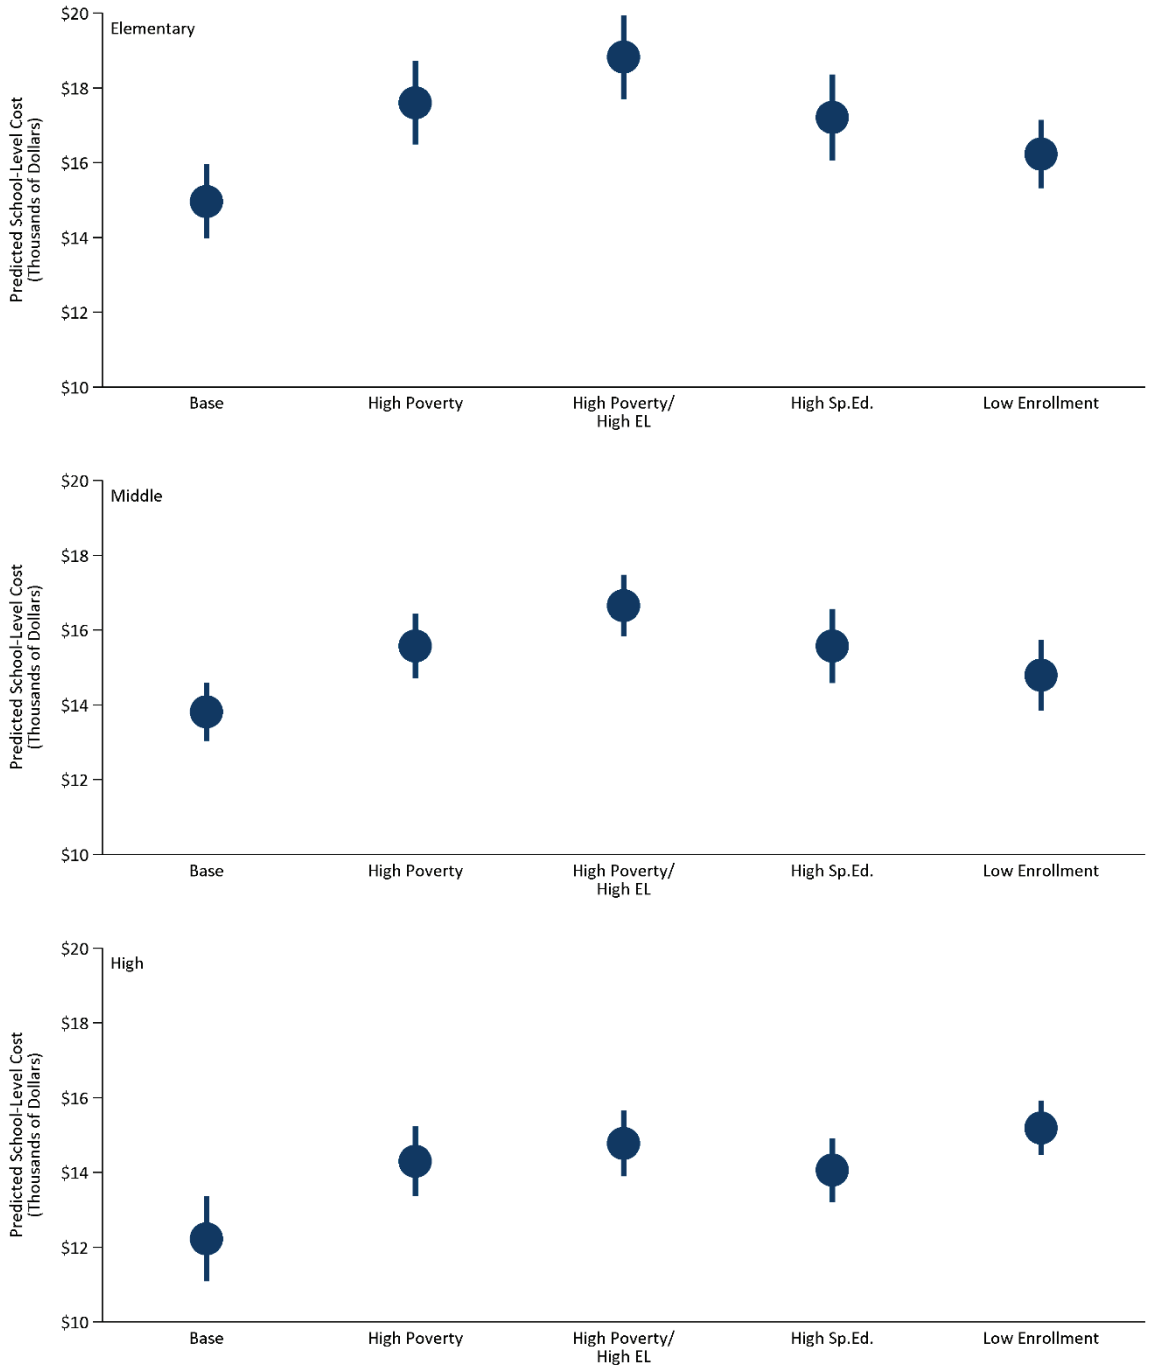 Predicted School-Level Cost
(Thousands of Dollars)
$20
$18
$16
$14
$12
$10
Elementary
Base
High Poverty
High Poverty/
High EL
High Sp.Ed.
Low Enrollment
Predicted School-Level Cost
(Thousands of Dollars)
$20
$18
$16
$14
$12
$10
Middle
Base
High Poverty
High Poverty/
High EL
High Sp.Ed.
Low Enrollment
Predicted School-Level Cost
(Thousands of Dollars)
$20
$18
$16
$14
$12
$10
High
Base
High Poverty
High Poverty/
High EL
High Sp.Ed.
Low Enrollment